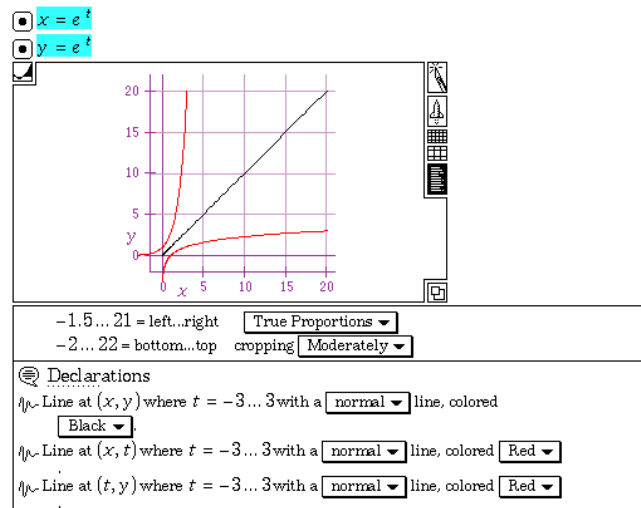 x = e^t
y = e^t
20
15
10
5
0
y
0 5 10 15 20
x
−1.5...21 = left...right True Proportions
−2...22 = bottom...top cropping Moderately
Declarations
Line at (x, y) where t = −3...3 with a normal line, colored
Black .
Line at (x, t) where t = −3...3 with a normal line, colored Red
.
Line at (t, y) where t = −3...3 with a normal line, colored Red
.